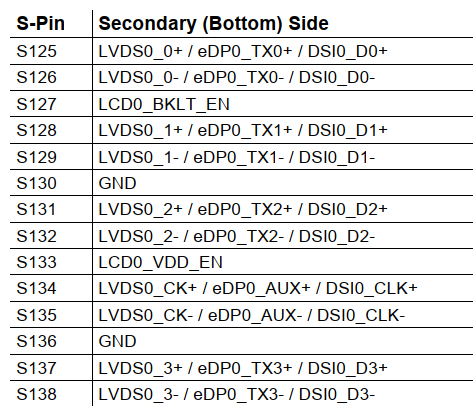 S-Pin Secondary (Bottom) Side
S125 LVDS0_0+ / eDP0_TX0+ / DSI0_D0+
S126 LVDS0_0- / eDP0_TX0- / DSI0_D0-
S127 LCD0_BKLT_EN
S128 LVDS0_1+ / eDP0_TX1+ / DSI0_D1+
S129 LVDS0_1- / eDP0_TX1- / DSI0_D1-
S130 GND
S131 LVDS0_2+ / eDP0_TX2+ / DSI0_D2+
S132 LVDS0_2- / eDP0_TX2- / DSI0_D2-
S133 LCD0_VDD_EN
S134 LVDS0_CK+ / eDP0_AUX+ / DSI0_CLK+
S135 LVDS0_CK- / eDP0_AUX- / DSI0_CLK-
S136 GND
S137 LVDS0_3+ / eDP0_TX3+ / DSI0_D3+
S138 LVDS0_3- / eDP0_TX3- / DSI0_D3-